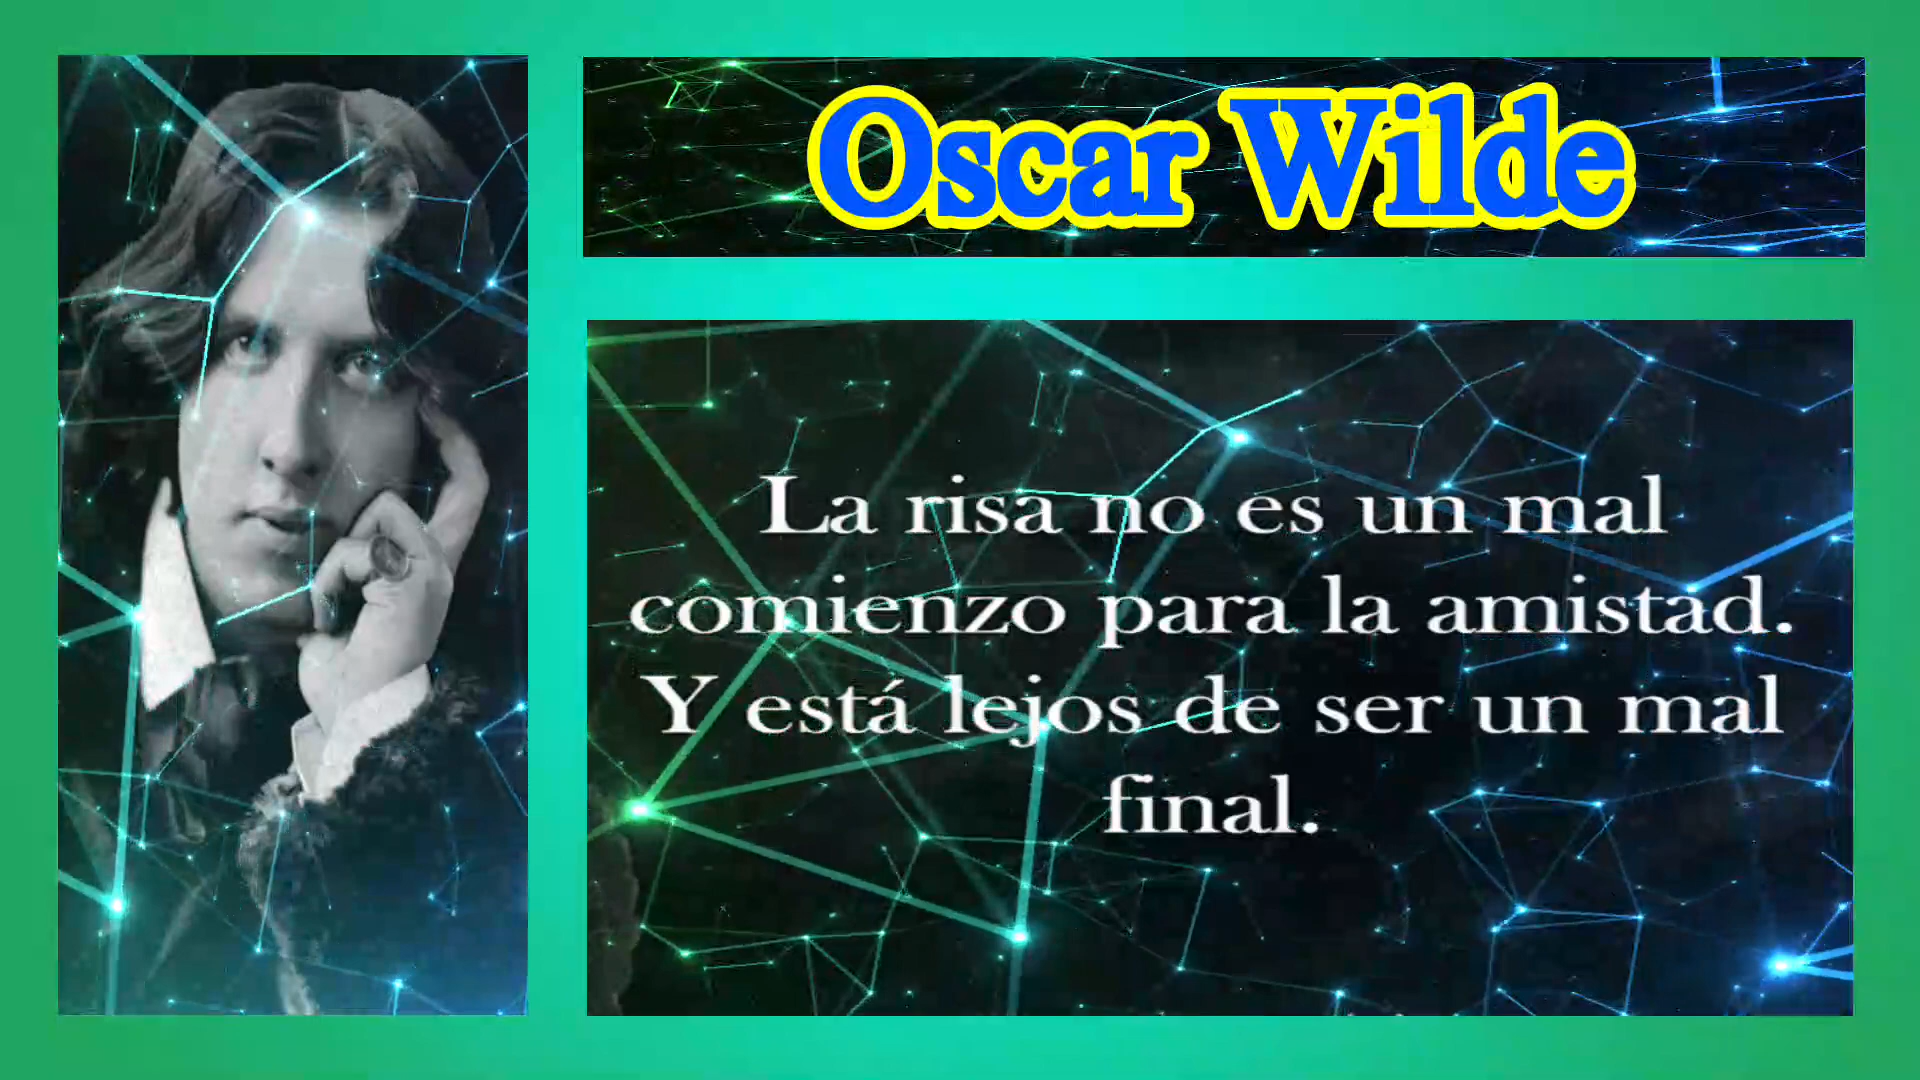 Oscar Wilde
La risa no es un mal
comienzo para la amistad.
Y está lejos de ser un mal
final.